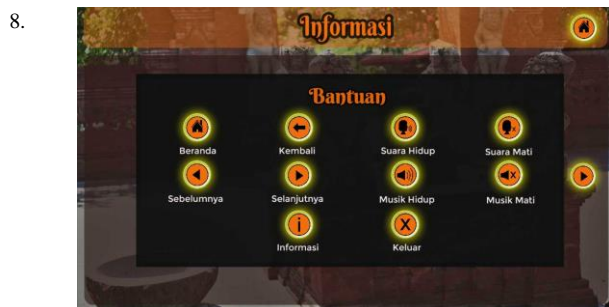 8.
Informasi
Bantuan
Beranda Kembali Suara Hidup Suara Mati
Sebelumnya Selanjutnya Musik Hidup Musik Mati
i X
Informasi Keluar